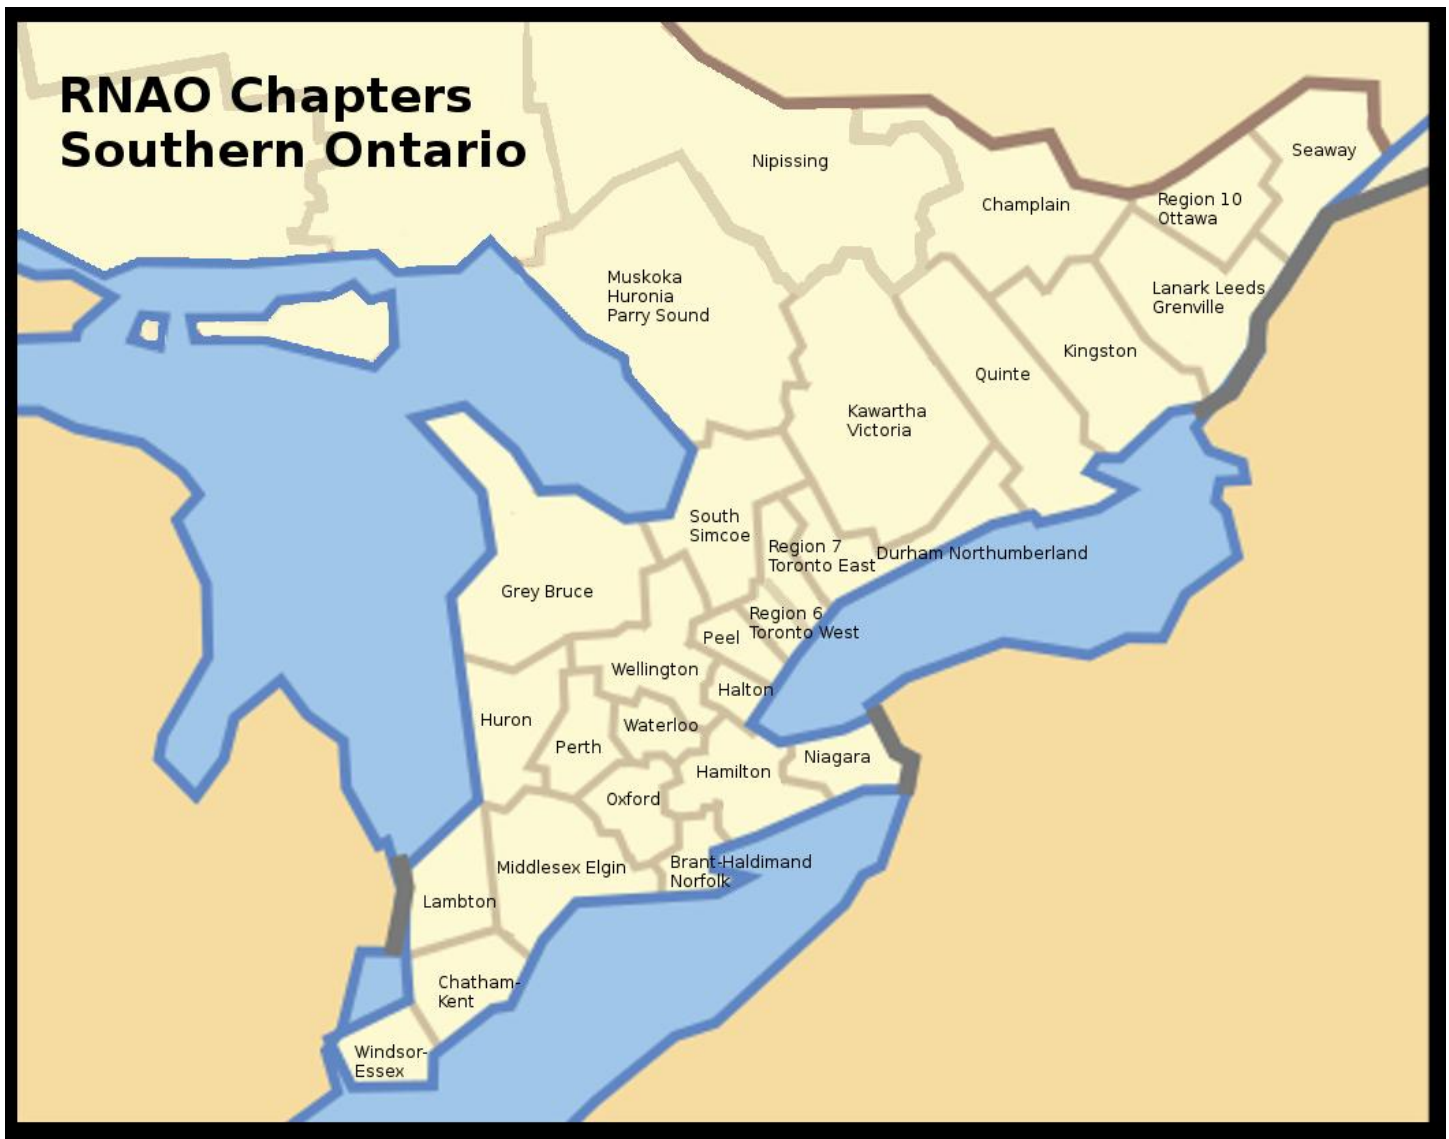 RNAO Chapters
Southern Ontario
Nipissing
Seaway
Champlain
Region 10
Ottawa
Muskoka
Huronia
Parry Sound
Lanark Leeds
Grenville
Kingston
Quinte
Kawartha
Victoria
South
Simcoe
Region 7
Toronto East
Durham Northumberland
Grey Bruce
Region 6
Toronto West
Peel
Wellington
Halton
Huron
Waterloo
Perth
Niagara
Hamilton
Oxford
Brant-Haldimand
Norfolk
Middlesex Elgin
Lambton
Chatham-
Kent
Windsor-
Essex